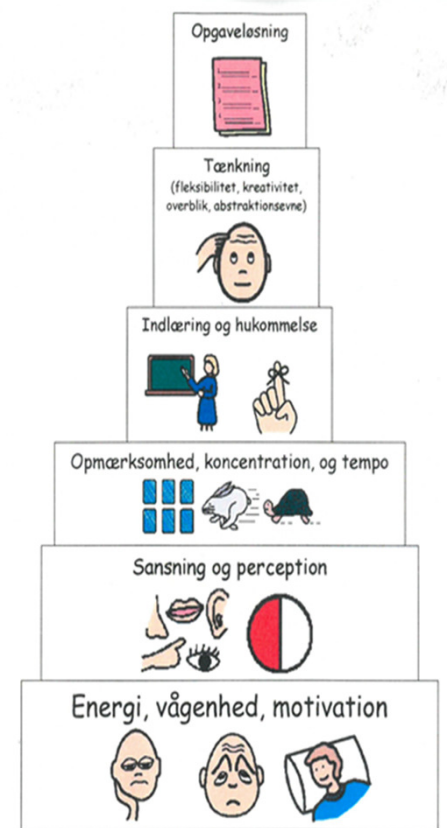 Opgaveløsning
Tænkning
(fleksibilitet, kreativitet,
overblik, abstraktionsevne)
Indlæring og hukommelse
Opmærksomhed, koncentration, og tempo
Sansning og perception
Energi, vågenhed, motivation